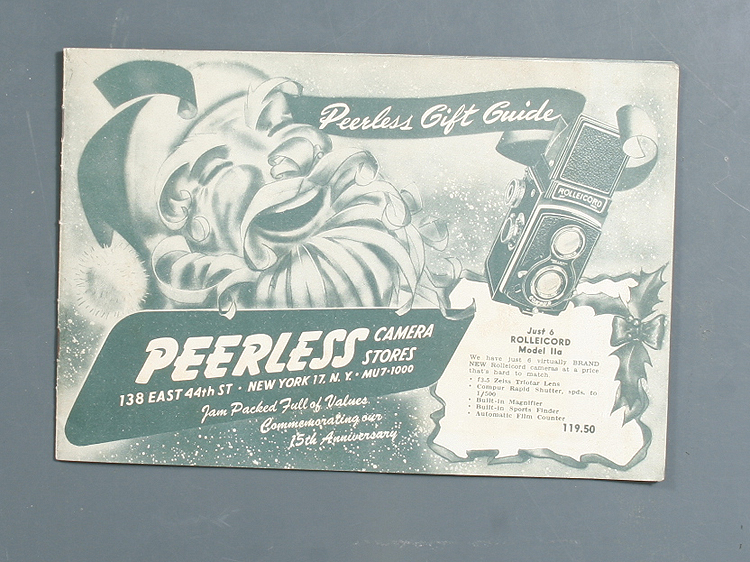 Peerless Gift Guide
ROLLEICORD
PEERLESS CAMERA STORES
138 EAST 44th ST · NEW YORK 17, N. Y. · MU7-1000
Jam Packed Full of Values
Commemorating our
15th Anniversary
Just 6
ROLLEICORD
Model IIa
We have just 6 virtually BRAND
NEW Rolleicord cameras at a price
that's hard to match.
• f3.5 Zeiss Triotar Lens
• Compur Rapid Shutter, spds. to
1/500
• Built-in Magnifier
• Built-in Sports Finder
• Automatic Film Counter
119.50